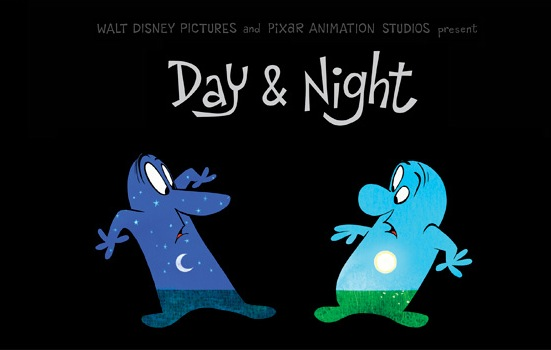 WALT DISNEY PICTURES and PIXAR ANIMATION STUDIOS present
Day & Night